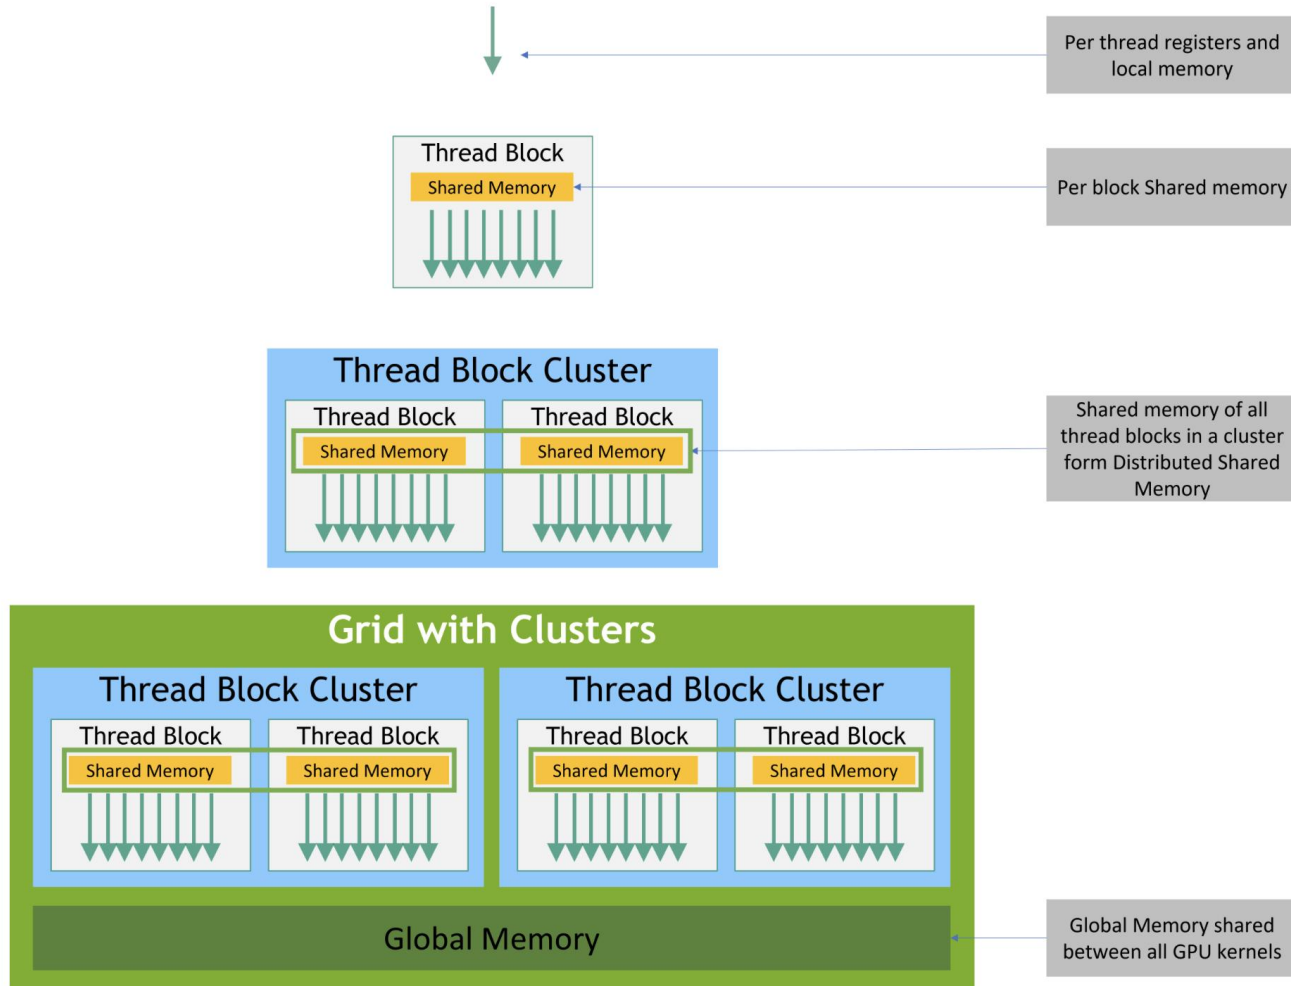 Per thread registers and
local memory
Thread Block
Shared Memory
Per block Shared memory
Thread Block Cluster
Thread Block
Thread Block
Shared Memory
Shared Memory
Shared memory of all
thread blocks in a cluster
form Distributed Shared
Memory
Grid with Clusters
Thread Block Cluster
Thread Block Cluster
Thread Block
Thread Block
Thread Block
Thread Block
Shared Memory
Shared Memory
Shared Memory
Shared Memory
Global Memory
Global Memory shared
between all GPU kernels